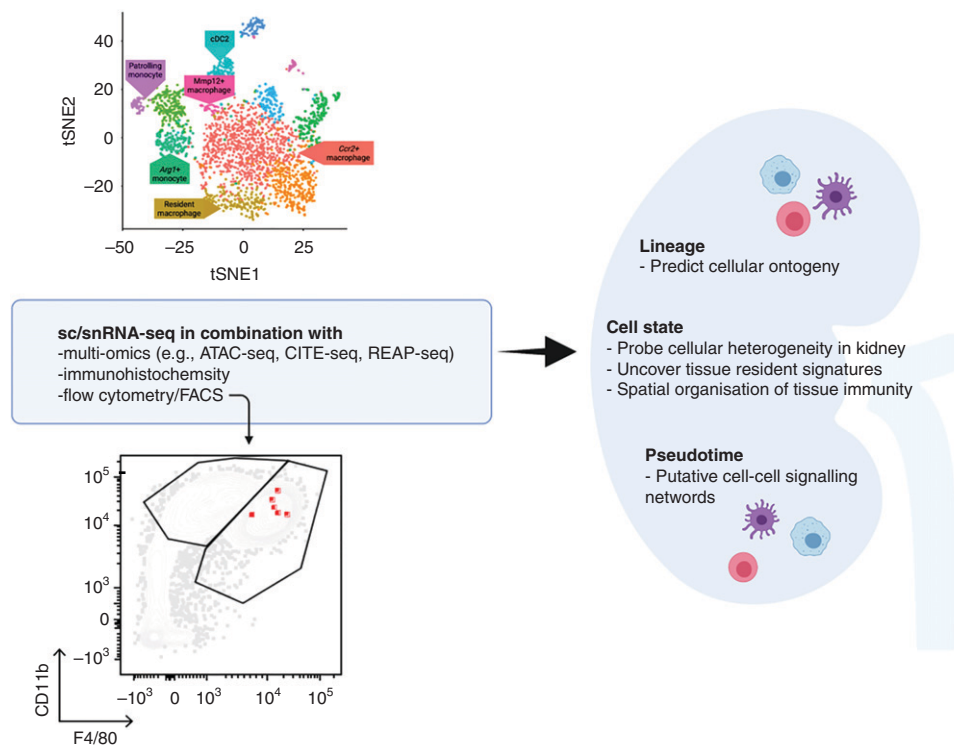 tSNE2
40
20
0
−20
−50
−25
0
25
tSNE1
cDC2
Patrolling
monocyte
Mmp12+
macrophage
Ccr2+
macrophage
Arg1+
monocyte
Resident
macrophage
sc/snRNA-seq in combination with
-multi-omics (e.g., ATAC-seq, CITE-seq, REAP-seq)
-immunohistochemsity
-flow cytometry/FACS
10⁵
10⁴
10³
0
−10³
−10³
0
10³
10⁴
10⁵
CD11b
F4/80
Lineage
- Predict cellular ontogeny
Cell state
- Probe cellular heterogeneity in kidney
- Uncover tissue resident signatures
- Spatial organisation of tissue immunity
Pseudotime
- Putative cell-cell signalling
networds